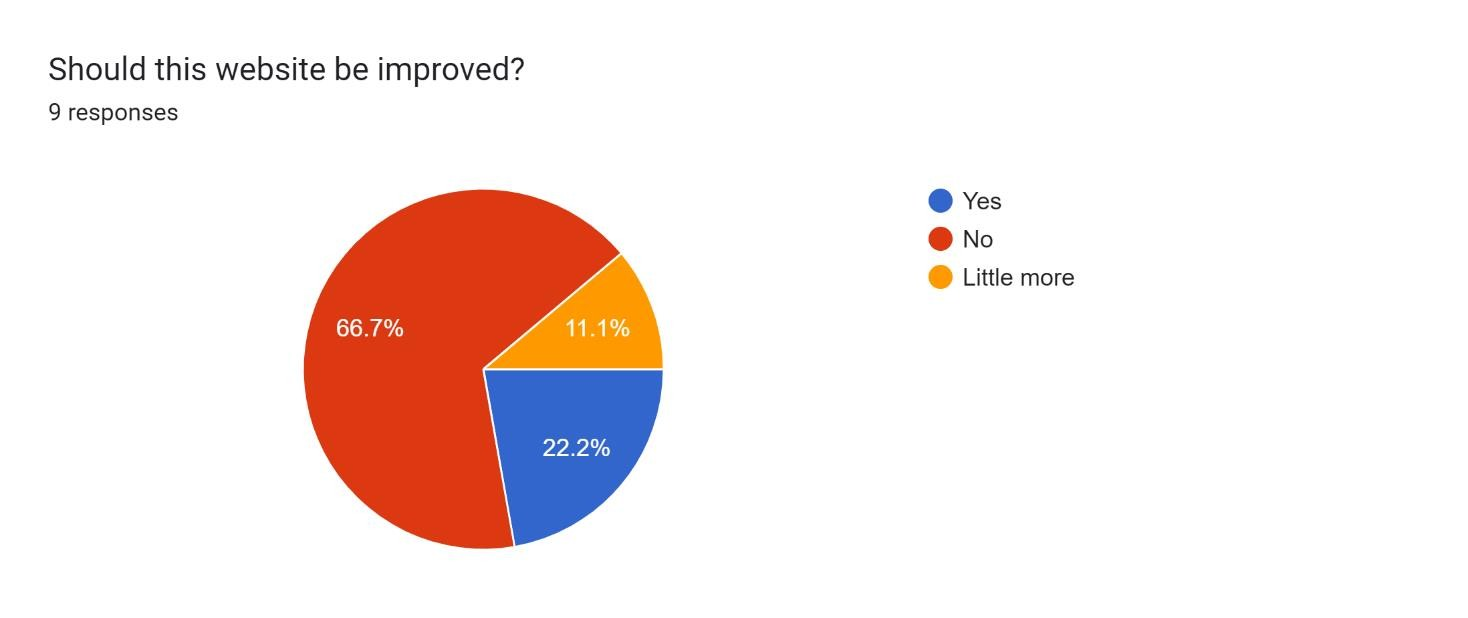 Should this website be improved?
9 responses
Yes
No
Little more
66.7%
11.1%
22.2%